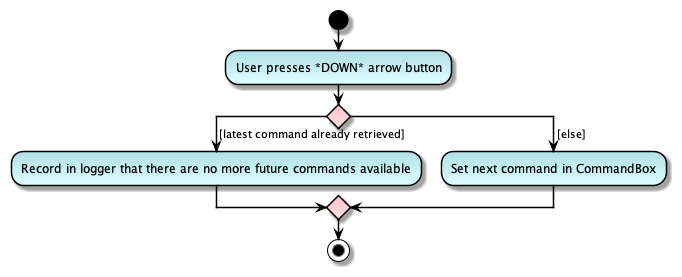 User presses *DOWN* arrow button
[latest command already retrieved]
[else]
Record in logger that there are no more future commands available
Set next command in CommandBox